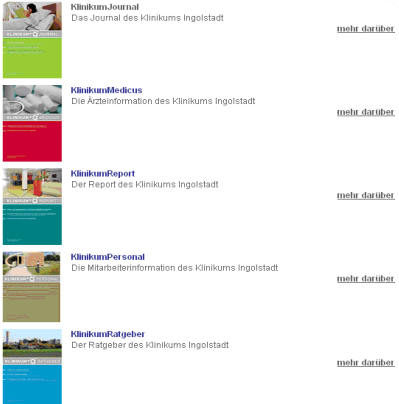 KlinikumJournal
Das Journal des Klinikums Ingolstadt
mehr darüber
KlinikumMedicus
Die Ärzteinformation des Klinikums Ingolstadt
mehr darüber
KlinikumReport
Der Report des Klinikums Ingolstadt
mehr darüber
KlinikumPersonal
Die Mitarbeiterinformation des Klinikums Ingolstadt
mehr darüber
KlinikumRatgeber
Der Ratgeber des Klinikums Ingolstadt
mehr darüber